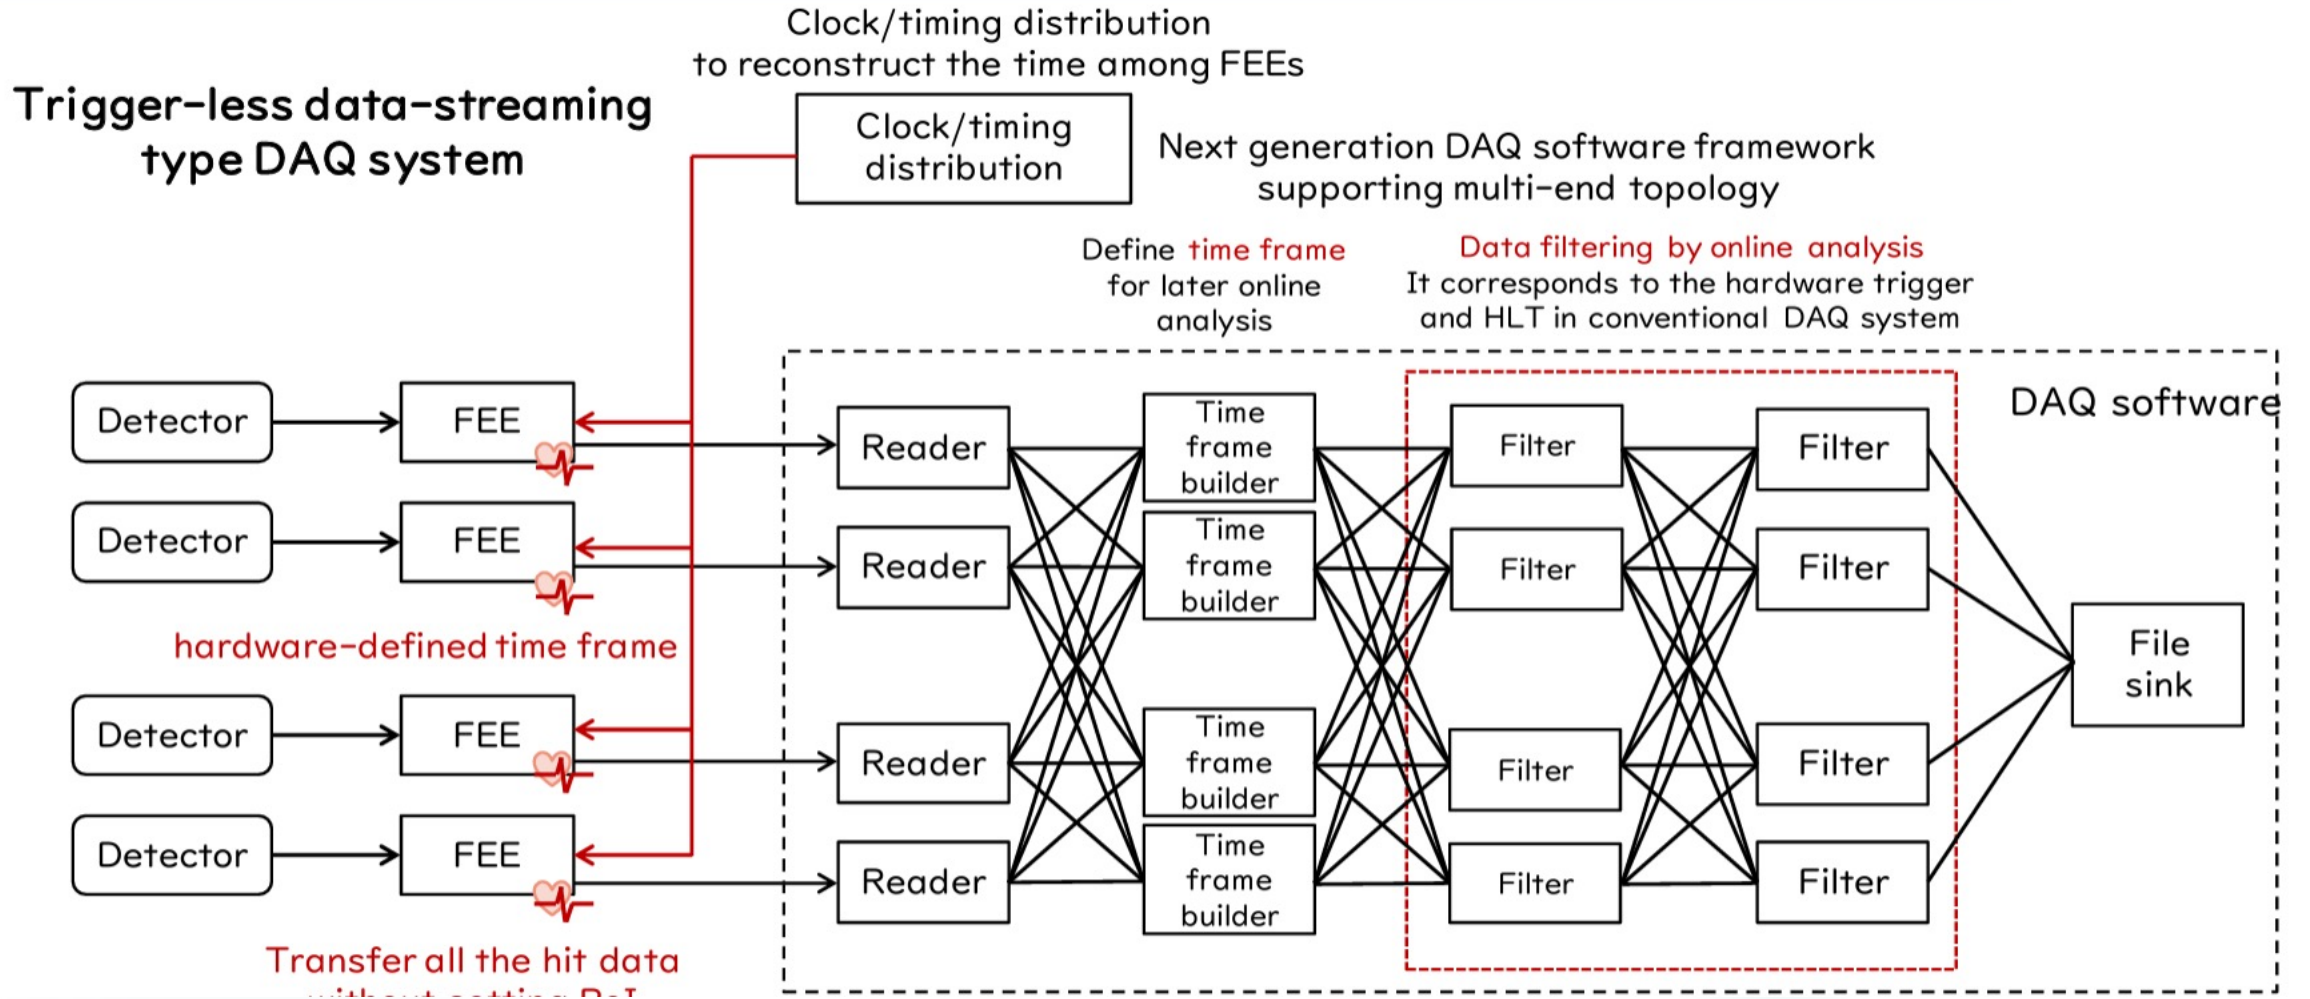 Clock/timing distribution
to reconstruct the time among FEEs
Trigger-less data-streaming
type DAQ system
Clock/timing
distribution
Next generation DAQ software framework
supporting multi-end topology
Define time frame
for later online
analysis
Data filtering by online analysis
It corresponds to the hardware trigger
and HLT in conventional DAQ system
DAQ software
Detector
FEE
Reader
Time
frame
builder
Filter
Filter
Detector
FEE
Reader
Time
frame
builder
Filter
Filter
hardware-defined time frame
File
sink
Detector
FEE
Reader
Time
frame
builder
Filter
Filter
Detector
FEE
Reader
Time
frame
builder
Filter
Filter
Transfer all the hit data
without setting RoI